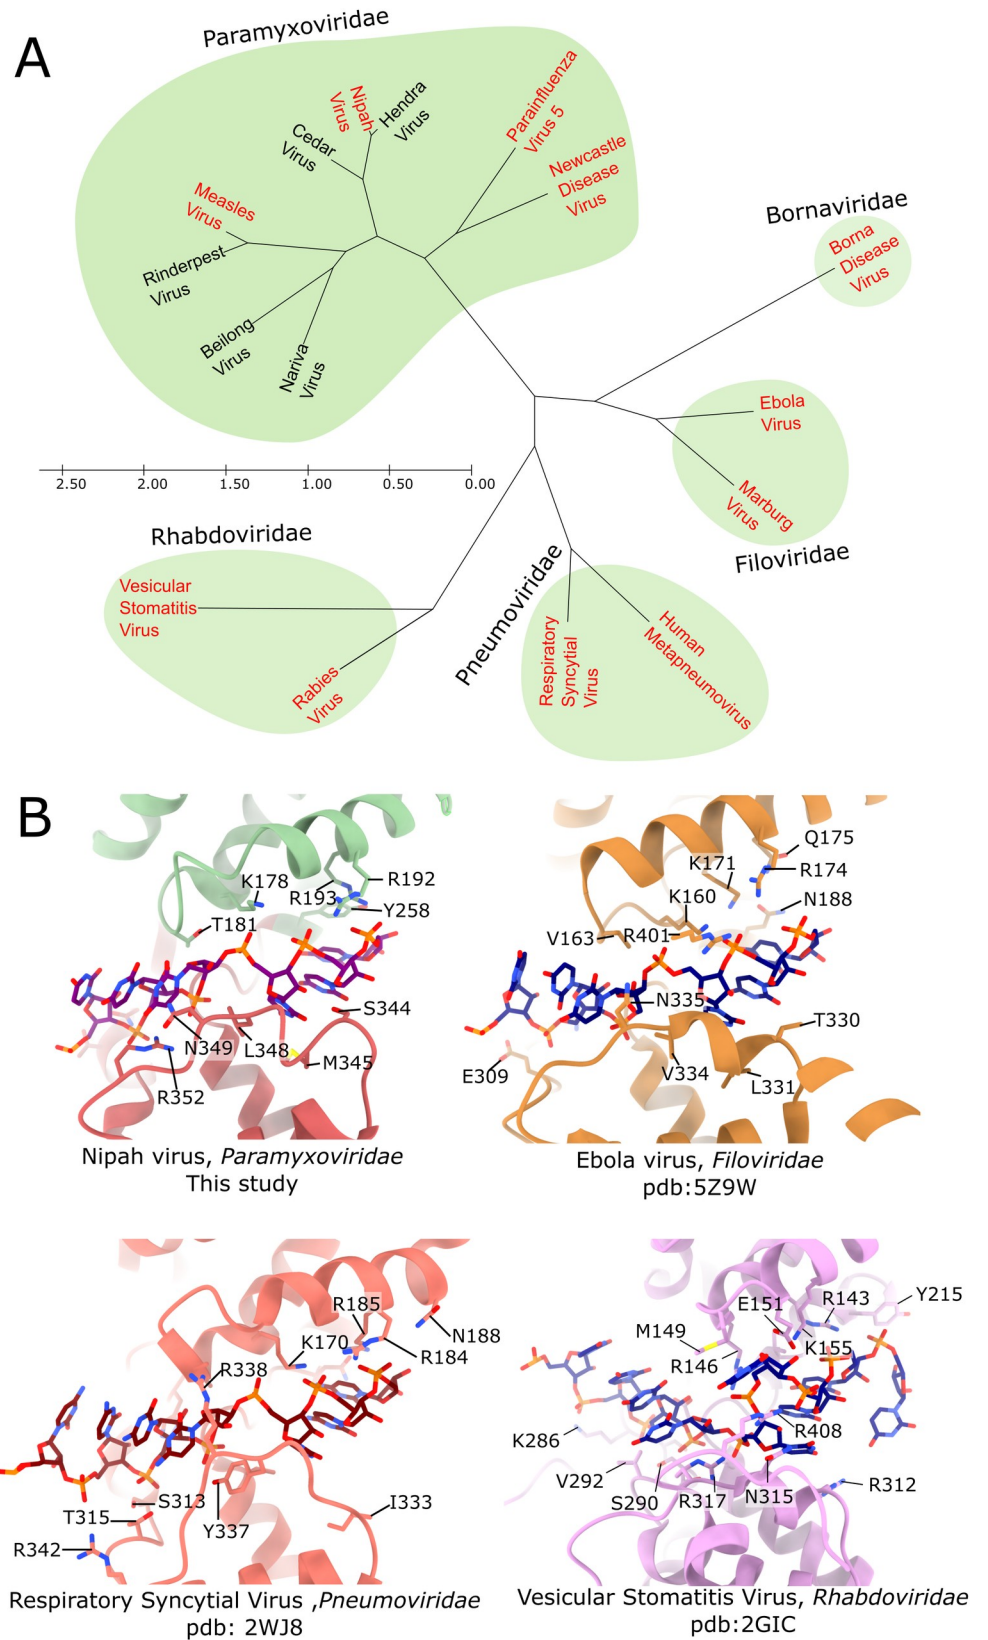 A
Paramyxoviridae
Nipah
Virus
Hendra
Virus
Cedar
Virus
Parainfluenza
Virus 5
Newcastle
Disease
Virus
Measles
Virus
Rinderpest
Virus
Beilong
Virus
Nariva
Virus
Bornaviridae
Borna
Disease
Virus
Ebola
Virus
Marburg
Virus
Filoviridae
2.50 2.00 1.50 1.00 0.50 0.00
Rhabdoviridae
Vesicular
Stomatitis
Virus
Rabies
Virus
Pneumoviridae
Respiratory
Syncytial
Virus
Human
Metapneumovirus
B
K178
R193
R192
Y258
T181
S344
N349
L348
M345
R352
Nipah virus, Paramyxoviridae
This study
Q175
K171
R174
K160
N188
V163
R401
N335
T330
E309
V334
L331
Ebola virus, Filoviridae
pdb:5Z9W
R185
K170
N188
R184
R338
S313
T315
I333
Y337
R342
Respiratory Syncytial Virus ,Pneumoviridae
pdb: 2WJ8
Y215
E151
R143
M149
K155
R146
K286
R408
V292
S290
R317
N315
R312
Vesicular Stomatitis Virus, Rhabdoviridae
pdb:2GIC